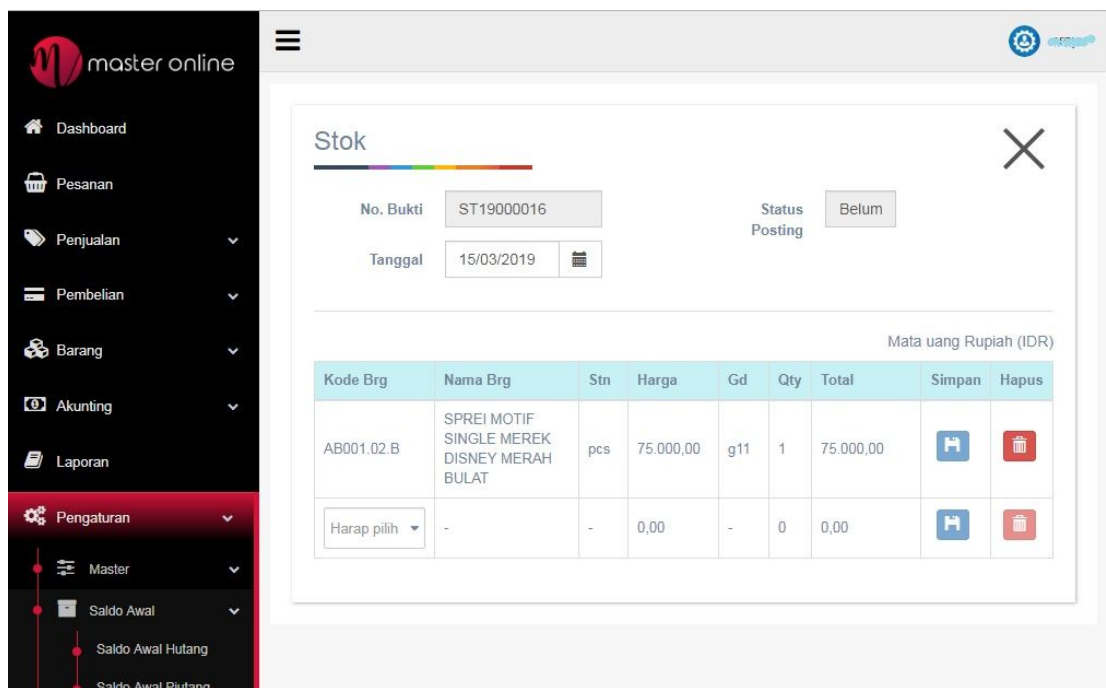 master online
Dashboard
Pesanan
Penjualan
Pembelian
Barang
Akunting
Laporan
Pengaturan
Master
Saldo Awal
Saldo Awal Hutang
Saldo Awal Piutang
Stok
No. Bukti ST19000016 Status Posting Belum
Tanggal 15/03/2019
Mata uang Rupiah (IDR)
Kode Brg Nama Brg Stn Harga Gd Qty Total Simpan Hapus
AB001.02.B SPREI MOTIF
SINGLE MEREK
DISNEY MERAH
BULAT pcs 75.000,00 g11 1 75.000,00
Harap pilih - - 0,00 - 0 0,00